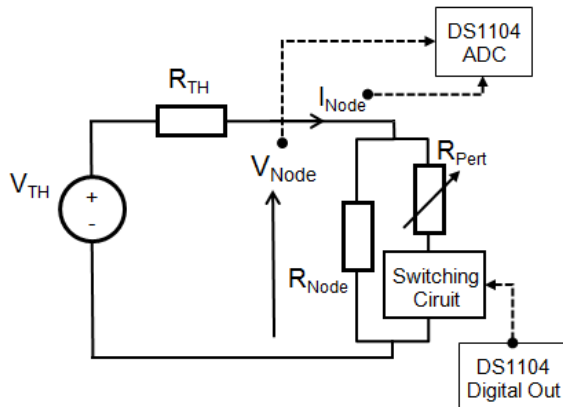 DS1104
ADC
R_TH
I_Node
R_Pert
V_Node
V_TH
+
-
R_Node
Switching
Ciruit
DS1104
Digital Out